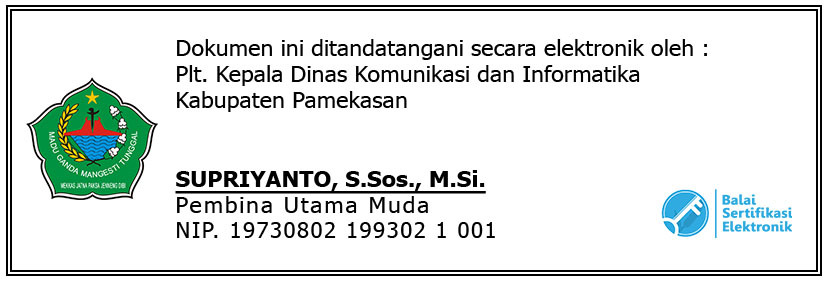 Dokumen ini ditandatangani secara elektronik oleh :
Plt. Kepala Dinas Komunikasi dan Informatika
Kabupaten Pamekasan
MADU GANDA MANGESTI TUNGGAL
MEKKAS JATNA PAKSA JENNENG DIBI
SUPRIYANTO, S.Sos., M.Si.
Pembina Utama Muda
NIP. 19730802 199302 1 001
Balai
Sertifikasi
Elektronik